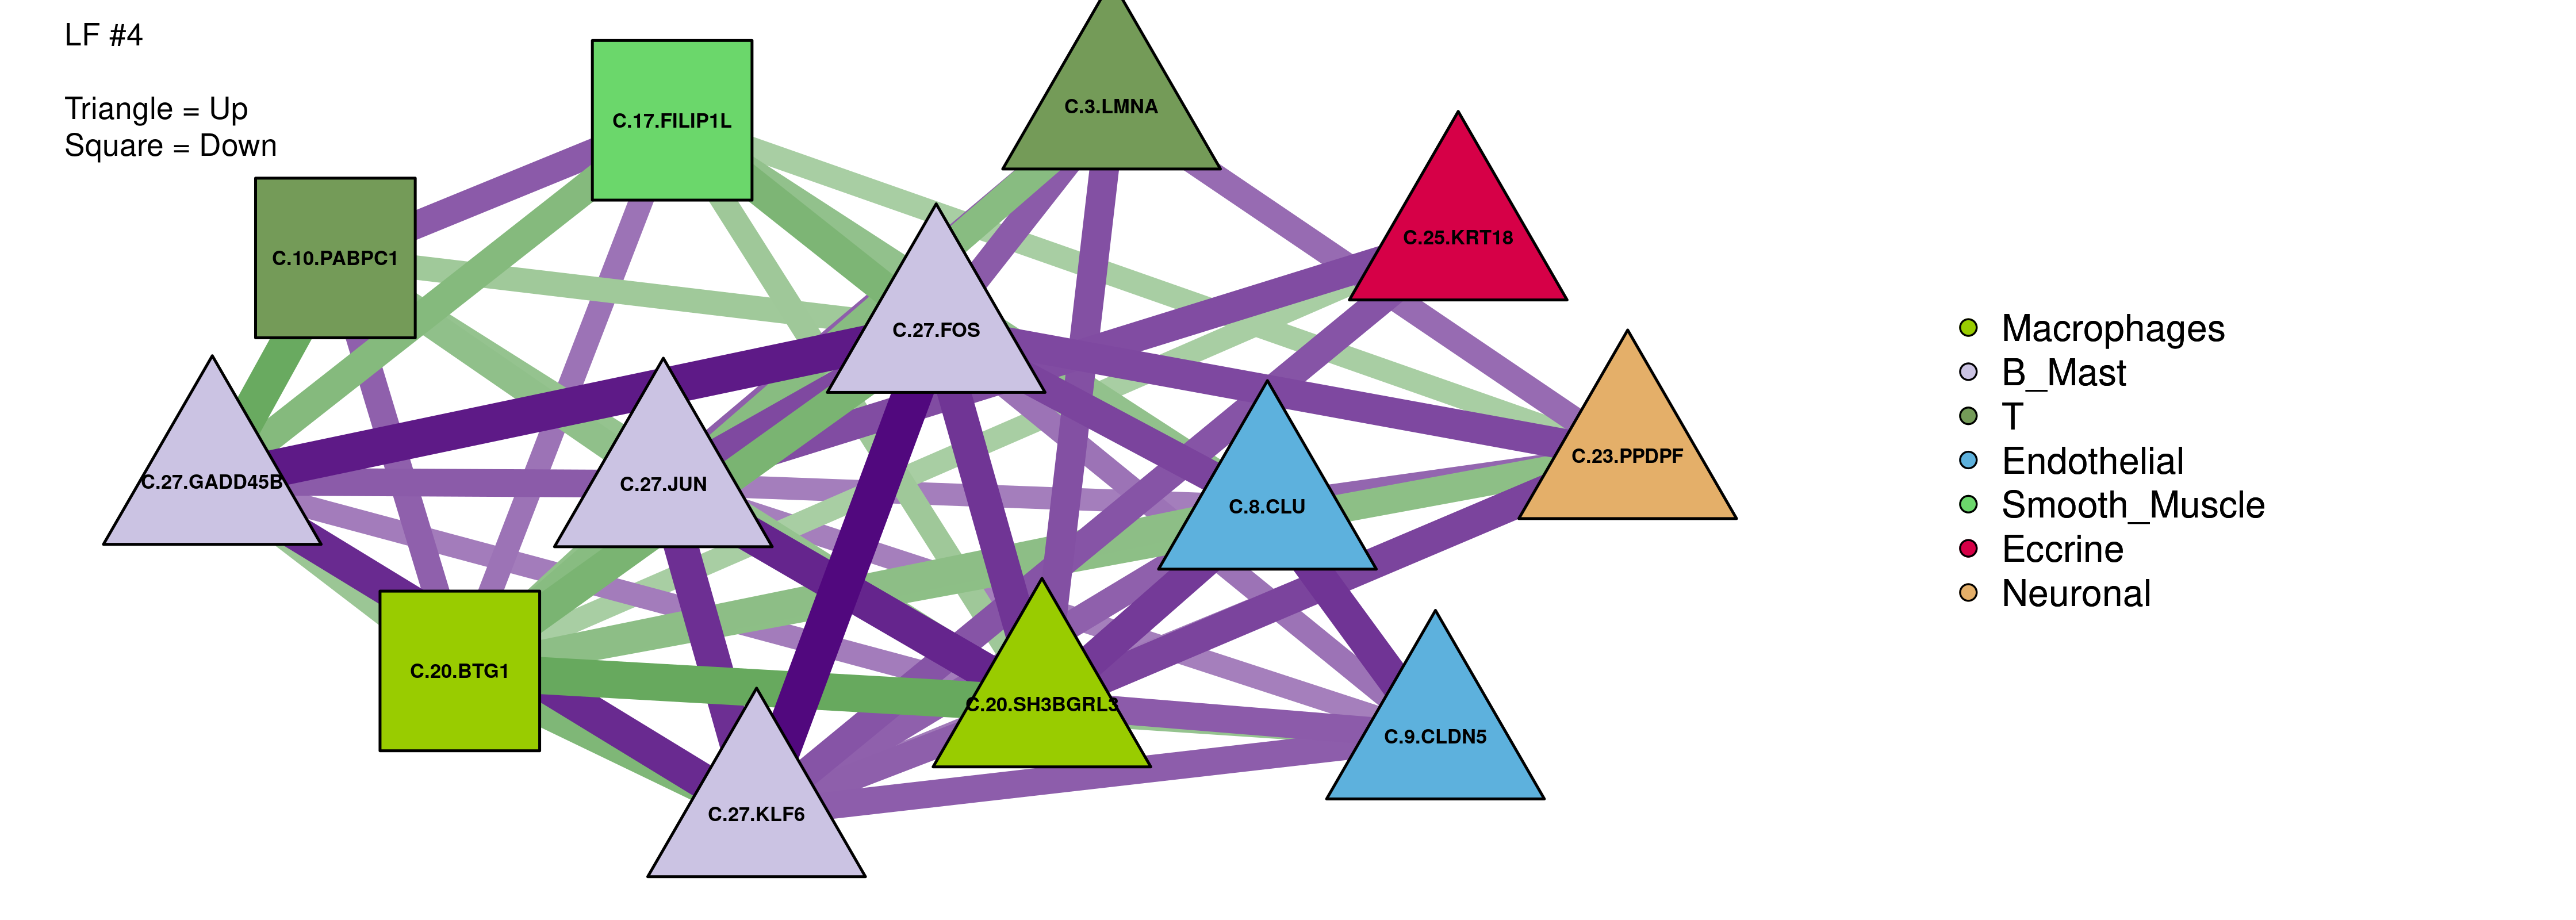 LF #4
Triangle = Up
Square = Down
C.17.FILIP1L
C.3.LMNA
C.10.PABPC1
C.25.KRT18
C.27.FOS
C.23.PPDPF
C.27.GADD45B
C.27.JUN
C.8.CLU
C.20.BTG1
C.20.SH3BGRL3
C.9.CLDN5
C.27.KLF6
Macrophages
B_Mast
T
Endothelial
Smooth_Muscle
Eccrine
Neuronal